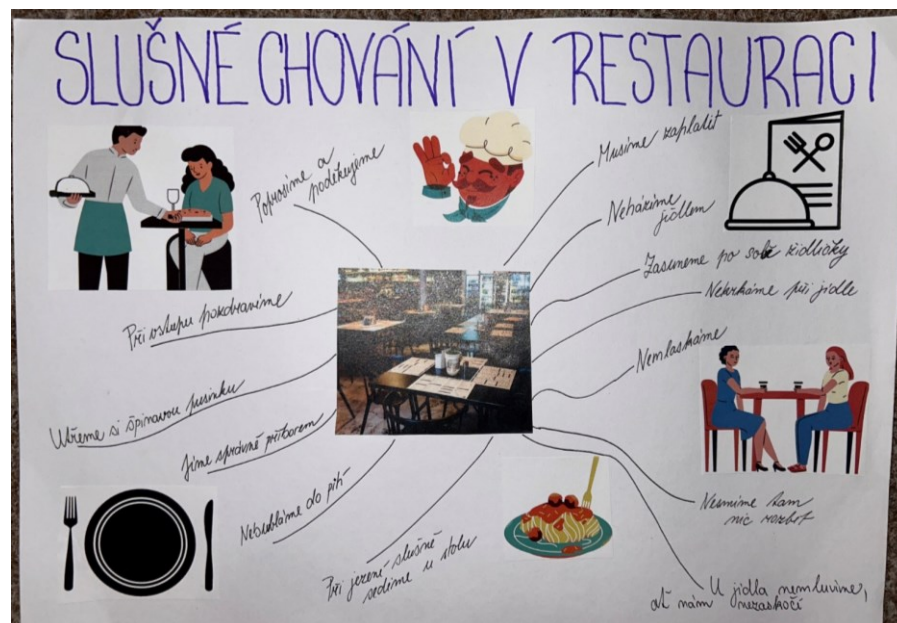 SLUŠNÉ CHOVÁNÍ V RESTAURACI
Poprosíme a
poděkujeme
Při vstupu pozdravíme
Utřeme si špinavou pusinku
Jíme správně příborem
Nebubláme do pití
Při jezení slušně
sedíme u stolu
Musíme zaplatit
Neházíme
jídlem
Zasuneme po sobě židličky
Nekrkáme při jídle
Nemlaskáme
Nesmíme tam
nic rozbít
U jídla nemluvíme,
ať nám nezaskočí